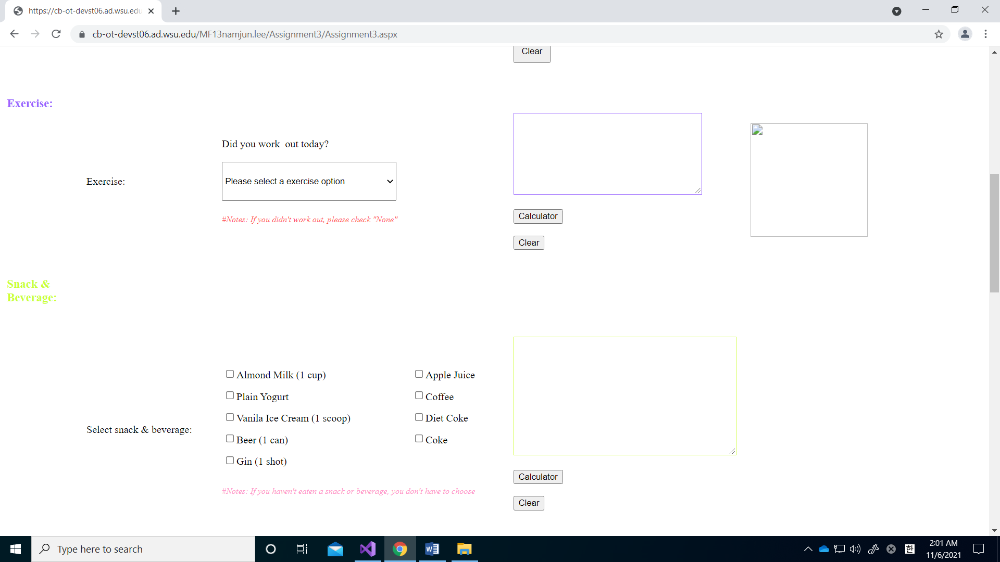 https://cb-ot-devst06.ad.wsu.edu
cb-ot-devst06.ad.wsu.edu/MF13namjun.lee/Assignment3/Assignment3.aspx
Clear
Exercise:
Did you work  out today?
Exercise:
Please select a exercise option
#Notes: If you didn't work out, please check "None"
Calculator
Clear
Snack &
Beverage:
Almond Milk (1 cup)
Apple Juice
Plain Yogurt
Coffee
Vanila Ice Cream (1 scoop)
Diet Coke
Select snack & beverage:
Beer (1 can)
Coke
Gin (1 shot)
#Notes: If you haven't eaten a snack or beverage, you don't have to choose
Calculator
Clear
Type here to search
한
2:01 AM
11/6/2021